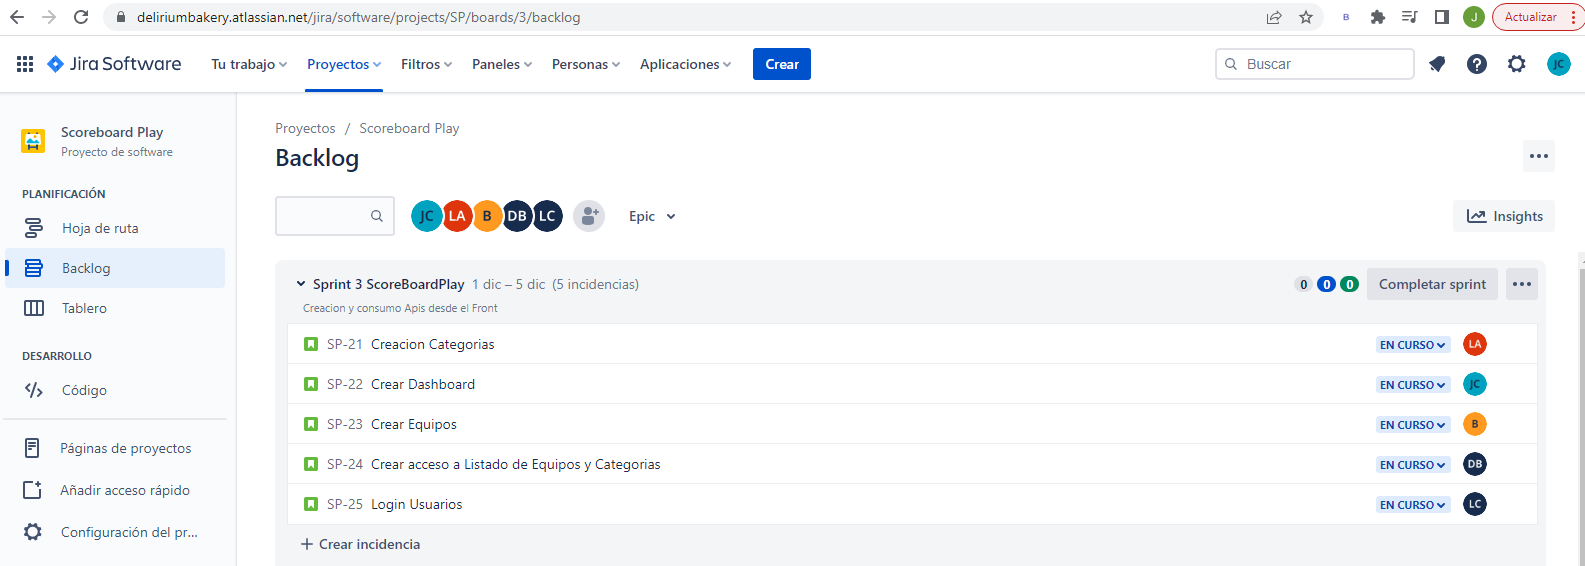 deliriumbakery.atlassian.net/jira/software/projects/SP/boards/3/backlog
B
J
Actualizar
Jira Software
Tu trabajo
Proyectos
Filtros
Paneles
Personas
Aplicaciones
Crear
Buscar
JC
Scoreboard Play
Proyecto de software
PLANIFICACIÓN
Hoja de ruta
Backlog
Tablero
DESARROLLO
Código
Páginas de proyectos
Añadir acceso rápido
Configuración del pr...
Proyectos / Scoreboard Play
Backlog
JC LA B DB LC
Epic
Insights
Sprint 3 ScoreBoardPlay 1 dic – 5 dic (5 incidencias)
0 0 0
Completar sprint
Creacion y consumo Apis desde el Front
SP-21 Creacion Categorias EN CURSO LA
SP-22 Crear Dashboard EN CURSO JC
SP-23 Crear Equipos EN CURSO B
SP-24 Crear acceso a Listado de Equipos y Categorias EN CURSO DB
SP-25 Login Usuarios EN CURSO LC
+ Crear incidencia